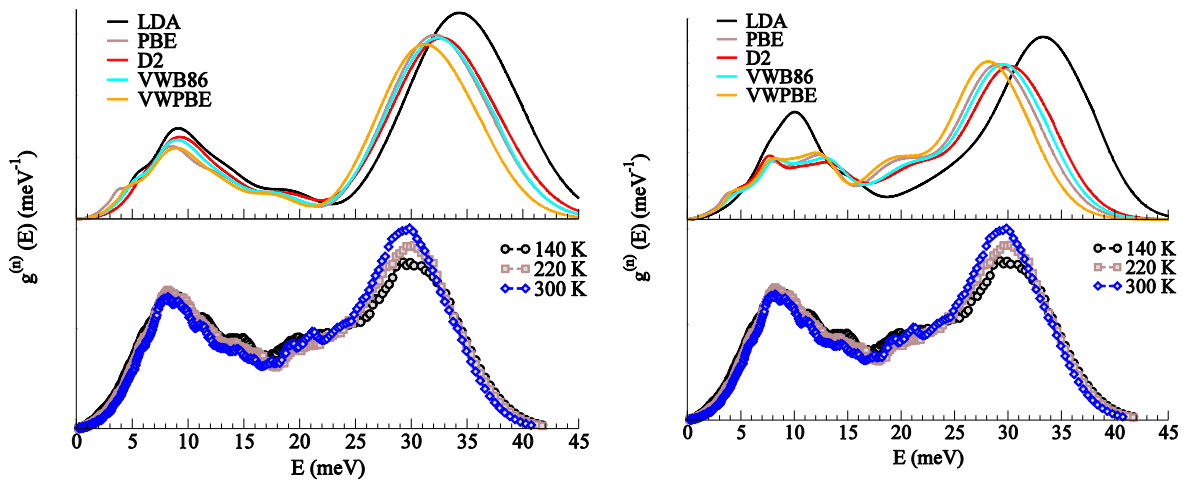 LDA
PBE
D2
VWB86
VWPBE
g(n) (E) (meV-1)
140 K
220 K
300 K
0 5 10 15 20 25 30 35 40 45
E (meV)
LDA
PBE
D2
VWB86
VWPBE
g(n) (E) (meV-1)
140 K
220 K
300 K
0 5 10 15 20 25 30 35 40 45
E (meV)